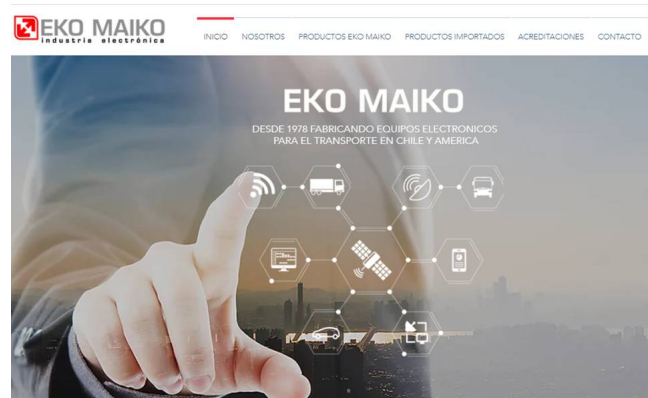 EKO MAIKO
industria electrónica
INICIO NOSOTROS PRODUCTOS EKO MAIKO PRODUCTOS IMPORTADOS ACREDITACIONES CONTACTO
EKO MAIKO
DESDE 1978 FABRICANDO EQUIPOS ELECTRONICOS
PARA EL TRANSPORTE EN CHILE Y AMERICA